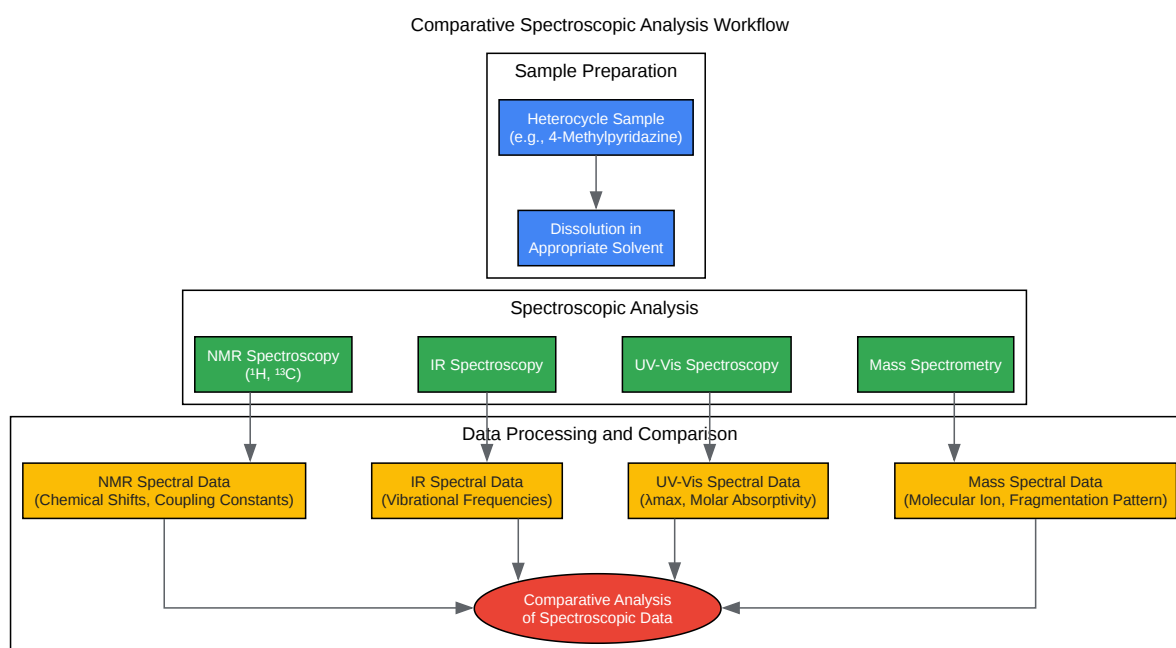 Comparative Spectroscopic Analysis Workflow
Sample Preparation
Heterocycle Sample
(e.g., 4-Methylpyridazine)
Dissolution in
Appropriate Solvent
Spectroscopic Analysis
NMR Spectroscopy
(¹H, ¹³C)
IR Spectroscopy
UV-Vis Spectroscopy
Mass Spectrometry
Data Processing and Comparison
NMR Spectral Data
(Chemical Shifts, Coupling Constants)
IR Spectral Data
(Vibrational Frequencies)
UV-Vis Spectral Data
(λmax, Molar Absorptivity)
Mass Spectral Data
(Molecular Ion, Fragmentation Pattern)
Comparative Analysis
of Spectroscopic Data